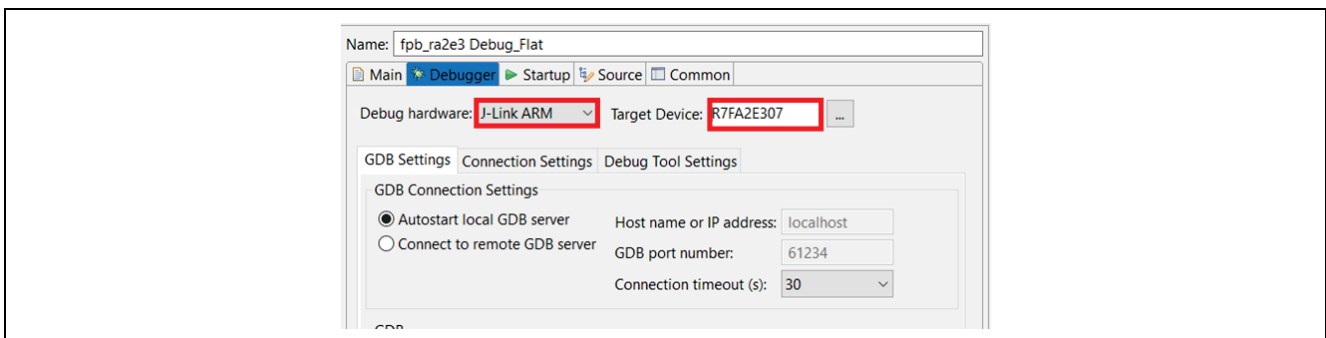 Name: fpb_ra2e3 Debug_Flat
Main Debugger Startup Source Common
Debug hardware: J-Link ARM Target Device: R7FA2E307 ...
GDB Settings Connection Settings Debug Tool Settings
GDB Connection Settings
Autostart local GDB server Host name or IP address: localhost
Connect to remote GDB server GDB port number: 61234
Connection timeout (s): 30
GDB